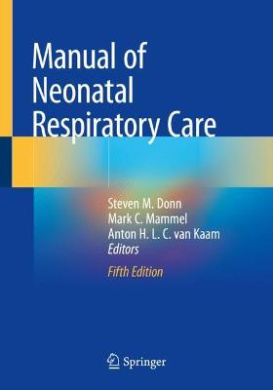 Manual of
Neonatal
Respiratory Care
Steven M. Donn
Mark C. Mammel
Anton H. L. C. van Kaam
Editors
Fifth Edition
Springer